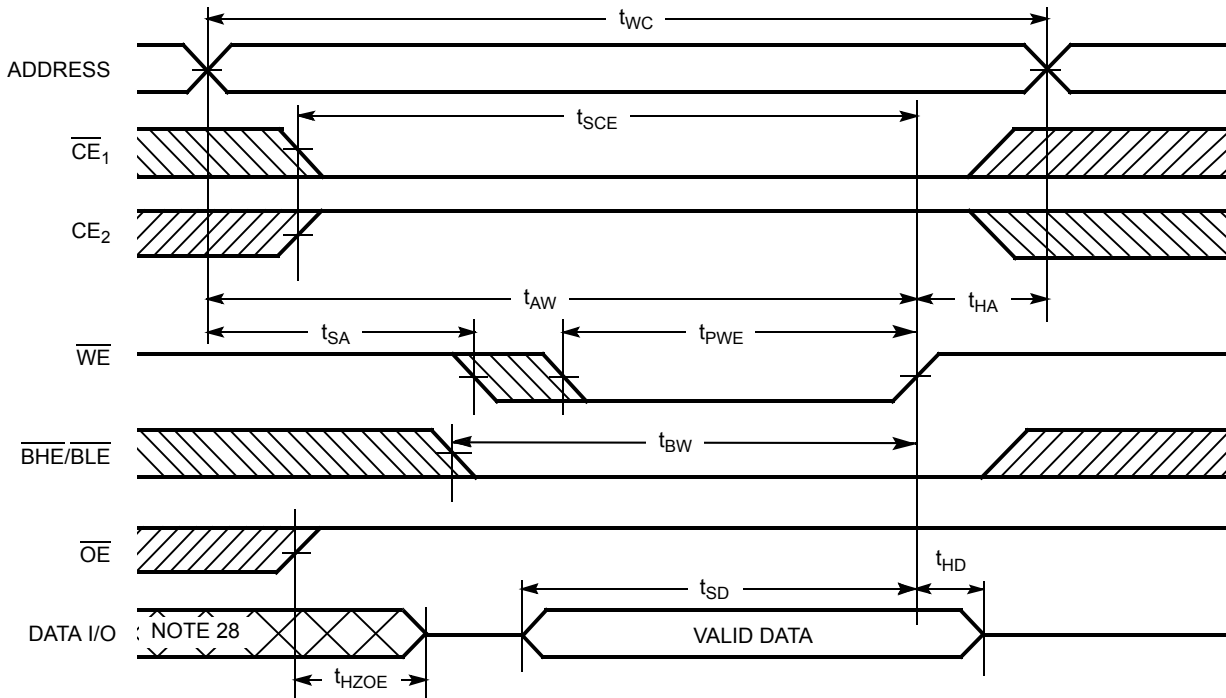 tWC
ADDRESS
tSCE
CE1
CE2
tAW
tHA
tSA
tPWE
WE
tBW
BHE/BLE
OE
tHD
tSD
DATA I/O NOTE 28 VALID DATA
tHZOE